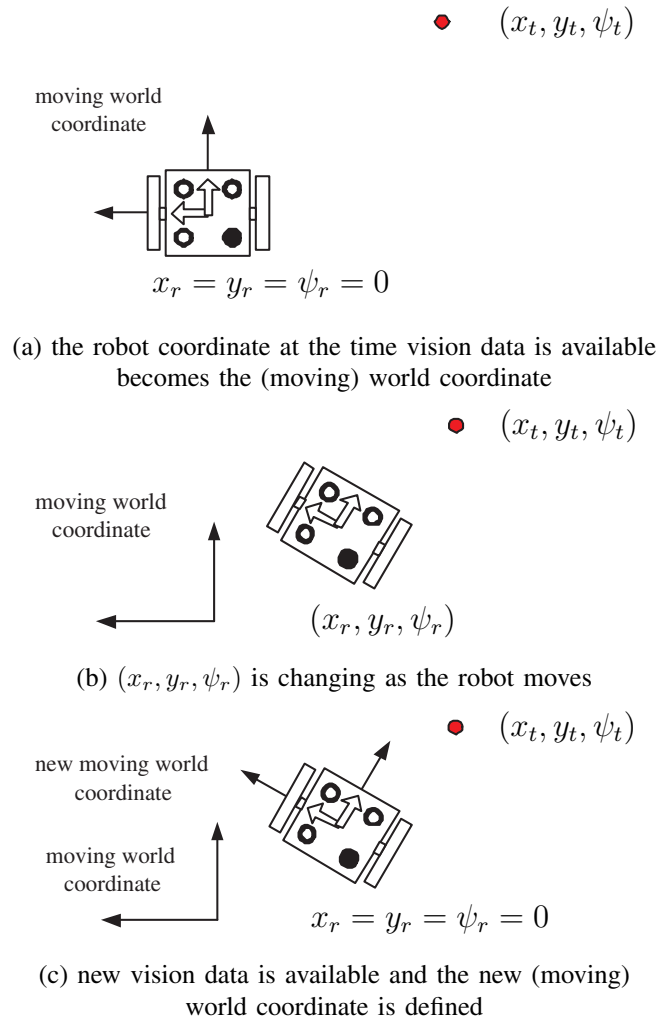 (x_t, y_t, ψ_t)
moving world
coordinate
x_r = y_r = ψ_r = 0
(a) the robot coordinate at the time vision data is available
becomes the (moving) world coordinate
(x_t, y_t, ψ_t)
moving world
coordinate
(x_r, y_r, ψ_r)
(b) (x_r, y_r, ψ_r) is changing as the robot moves
(x_t, y_t, ψ_t)
new moving world
coordinate
moving world
coordinate
x_r = y_r = ψ_r = 0
(c) new vision data is available and the new (moving)
world coordinate is defined